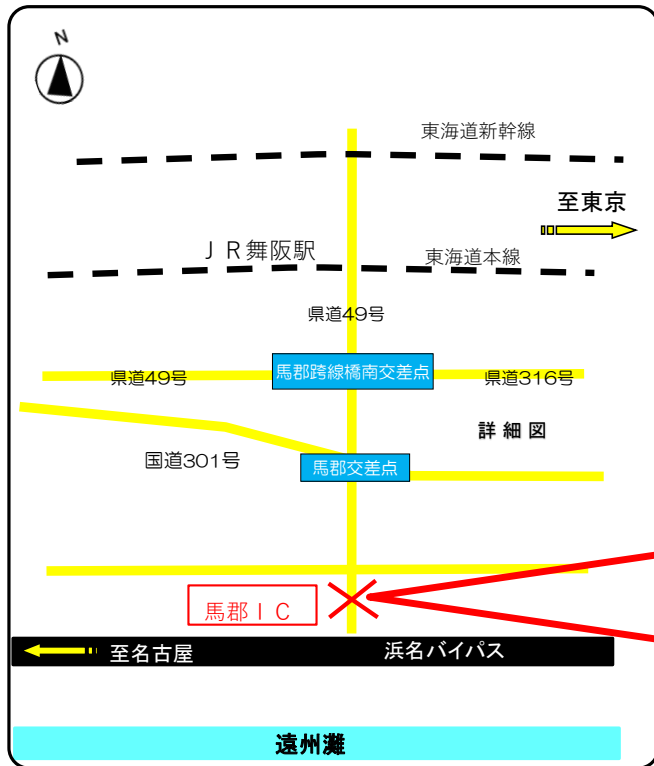 N
東海道新幹線
至東京
ＪＲ舞阪駅
東海道本線
県道49号
馬郡跨線橋南交差点
県道49号
県道316号
詳細図
国道301号
馬郡交差点
馬郡ＩＣ
至名古屋
浜名バイパス
遠州灘